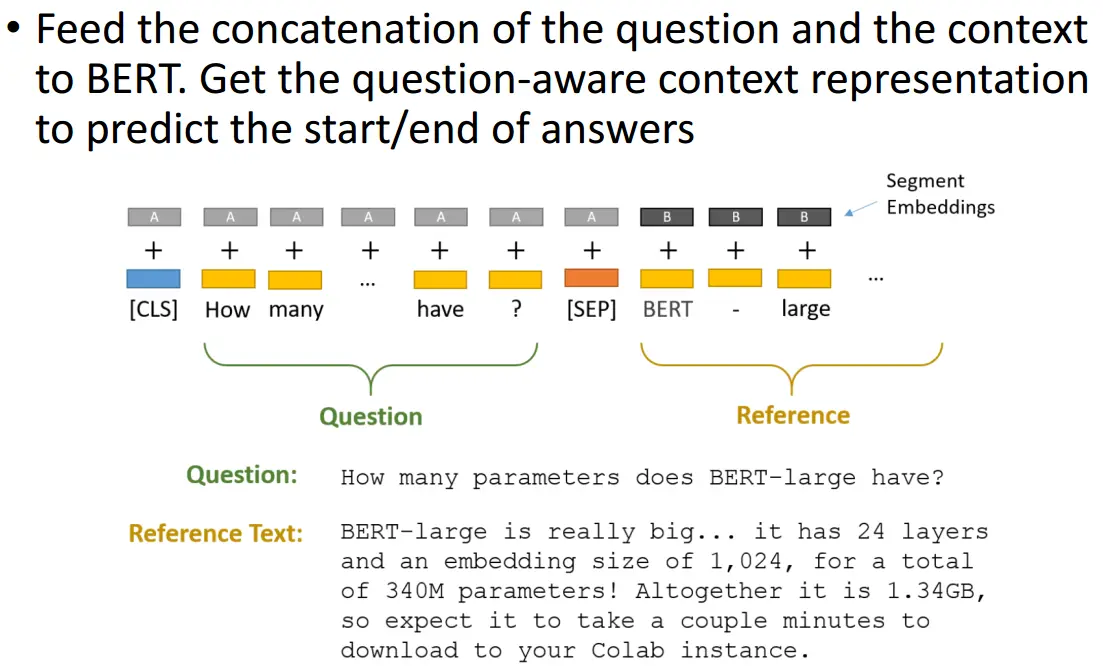 • Feed the concatenation of the question and the context
to BERT. Get the question-aware context representation
to predict the start/end of answers
Segment
Embeddings
A A A A A A A B B B
+ + + + + + + + + +
... ...
[CLS] How many have ? [SEP] BERT - large
Question Reference
Question: How many parameters does BERT-large have?
Reference Text: BERT-large is really big... it has 24 layers
and an embedding size of 1,024, for a total
of 340M parameters! Altogether it is 1.34GB,
so expect it to take a couple minutes to
download to your Colab instance.